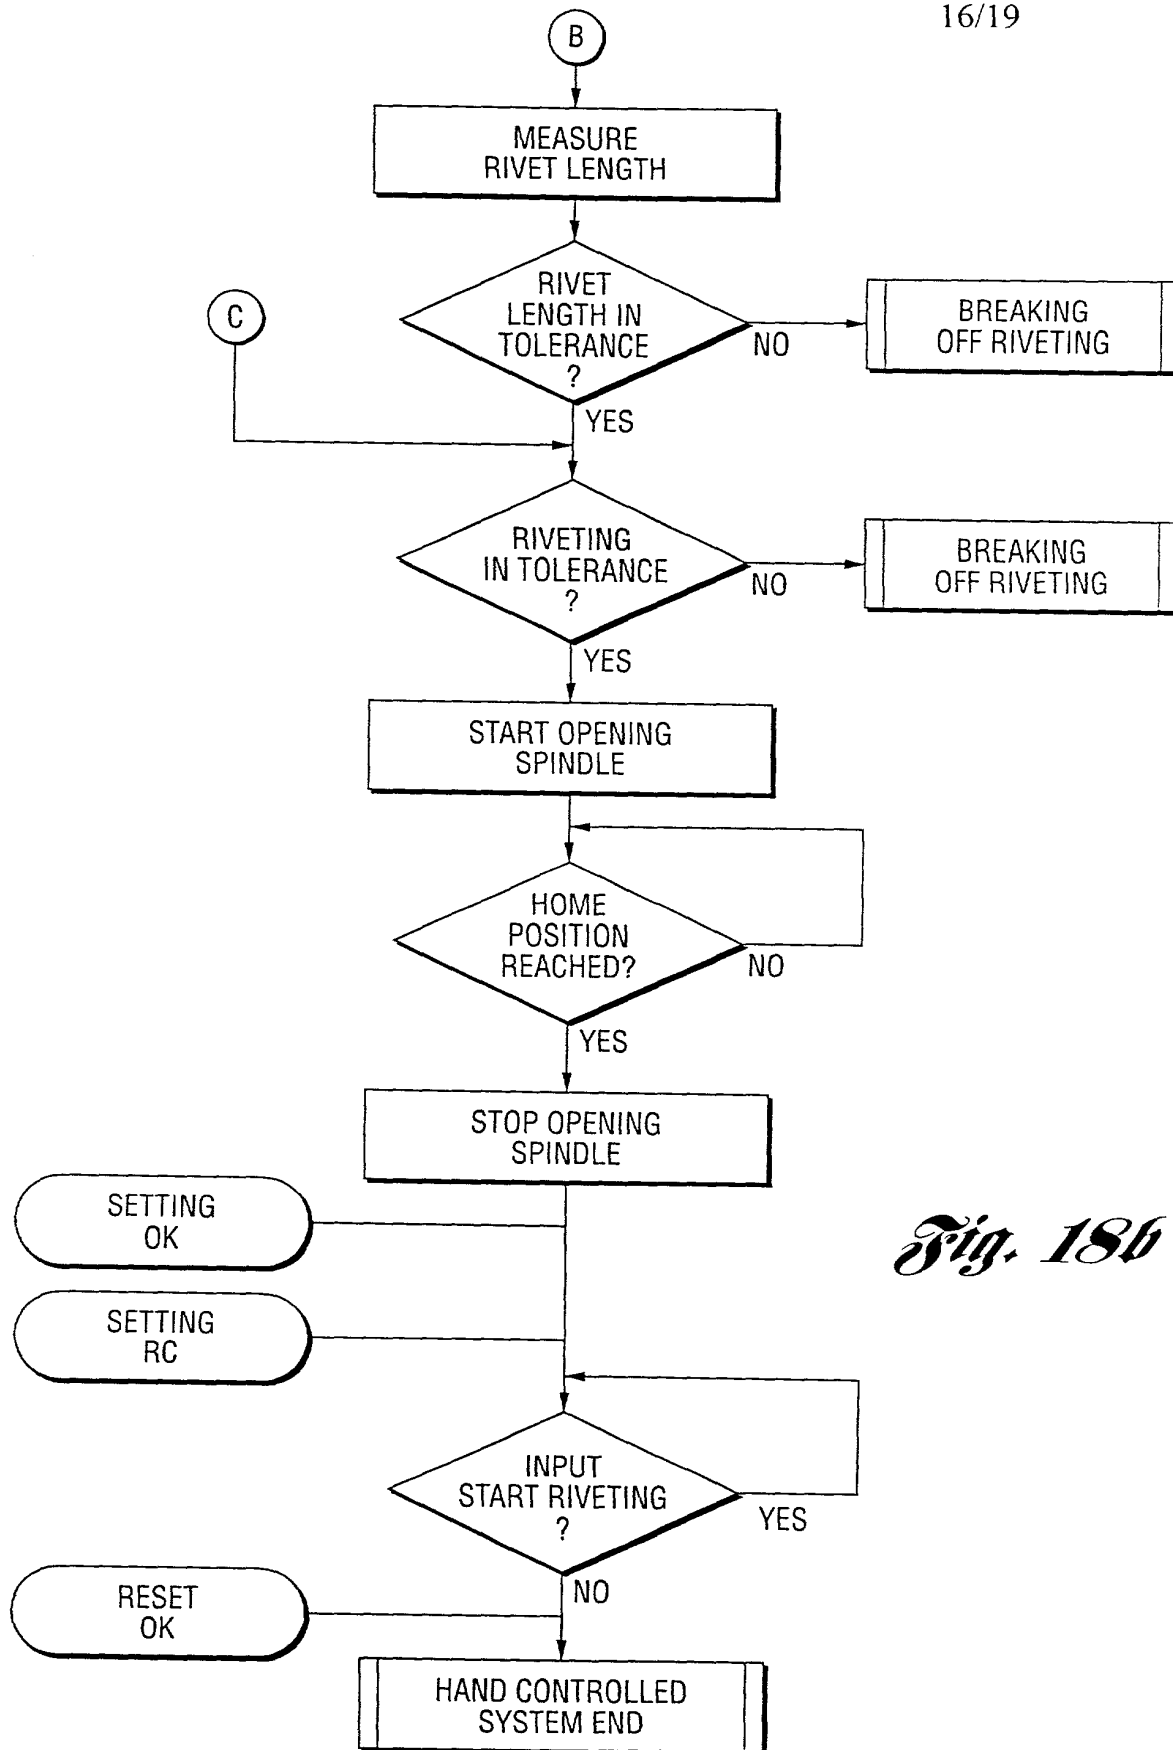 16/19
B
MEASURE
RIVET LENGTH
RIVET
LENGTH IN
TOLERANCE
?
NO
BREAKING
OFF RIVETING
C
YES
RIVETING
IN TOLERANCE
?
NO
BREAKING
OFF RIVETING
YES
START OPENING
SPINDLE
HOME
POSITION
REACHED?
NO
YES
STOP OPENING
SPINDLE
SETTING
OK
Fig. 18b
SETTING
RC
INPUT
START RIVETING
?
YES
NO
RESET
OK
HAND CONTROLLED
SYSTEM END